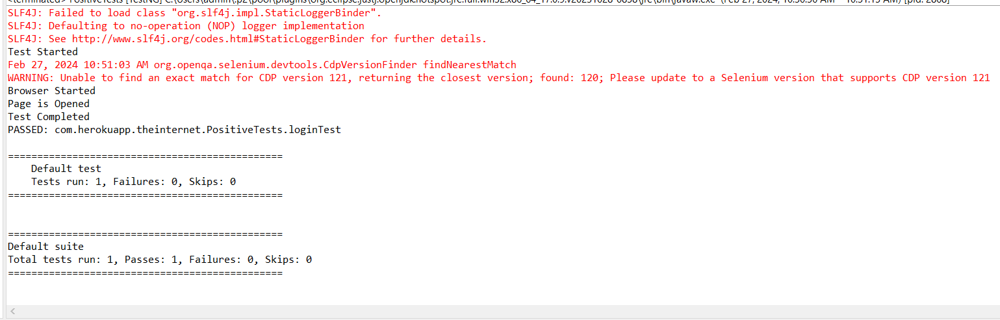 SLF4J: Failed to load class "org.slf4j.impl.StaticLoggerBinder".
SLF4J: Defaulting to no-operation (NOP) logger implementation
SLF4J: See http://www.slf4j.org/codes.html#StaticLoggerBinder for further details.
Test Started
Feb 27, 2024 10:51:03 AM org.openqa.selenium.devtools.CdpVersionFinder findNearestMatch
WARNING: Unable to find an exact match for CDP version 121, returning the closest version; found: 120; Please update to a Selenium version that supports CDP version 121
Browser Started
Page is Opened
Test Completed
PASSED: com.herokuapp.theinternet.PositiveTests.loginTest
===============================================
Default test
Tests run: 1, Failures: 0, Skips: 0
===============================================
===============================================
Default suite
Total tests run: 1, Passes: 1, Failures: 0, Skips: 0
===============================================